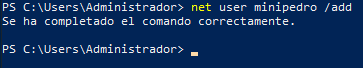 PS C:\Users\Administrador> net user minipedro /add
Se ha completado el comando correctamente.
PS C:\Users\Administrador>